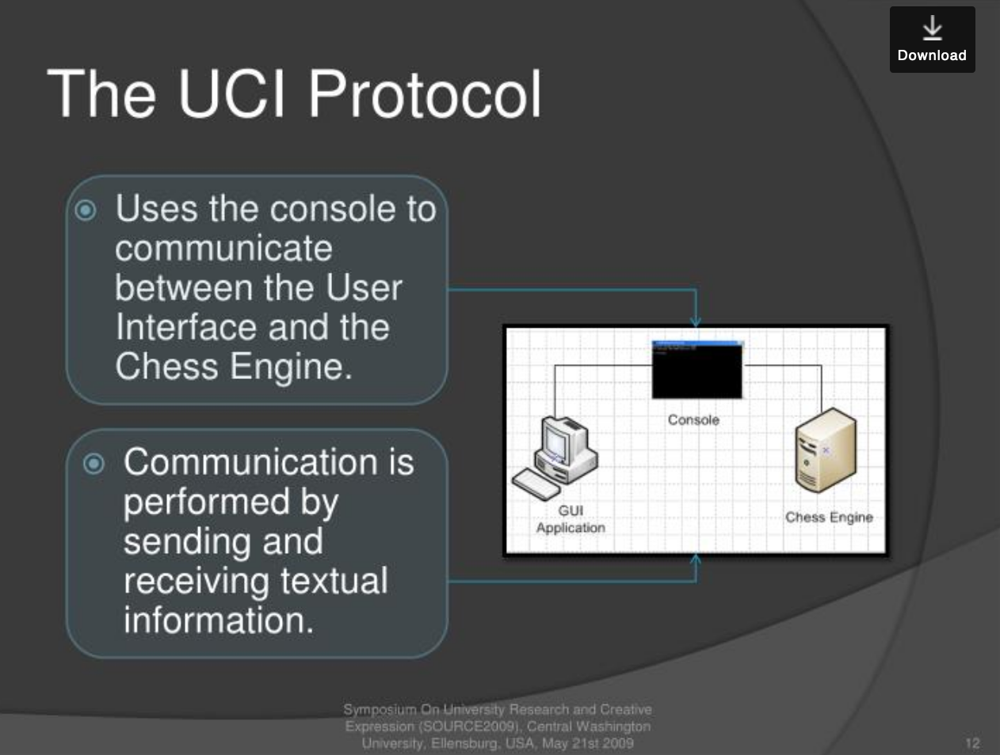 Download
The UCI Protocol
Uses the console to
communicate
between the User
Interface and the
Chess Engine.
Communication is
performed by
sending and
receiving textual
information.
Console
GUI
Application
Chess Engine
Symposium On University Research and Creative
Expression (SOURCE2009), Central Washington
University, Ellensburg, USA, May 21st 2009
12